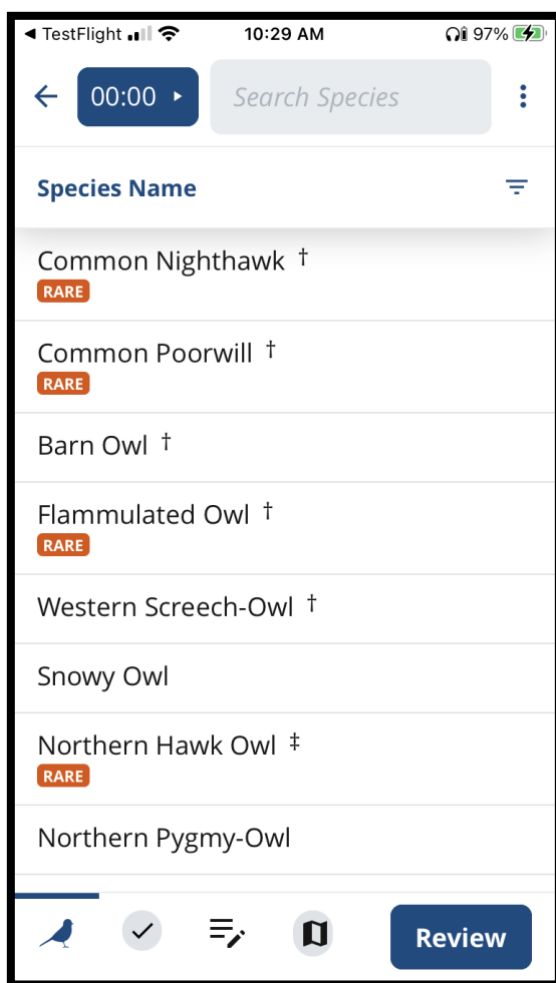 ◀ TestFlight 10:29 AM 97%
00:00 ▸ Search Species
Species Name
Common Nighthawk †
RARE
Common Poorwill †
RARE
Barn Owl †
Flammulated Owl †
RARE
Western Screech-Owl †
Snowy Owl
Northern Hawk Owl ‡
RARE
Northern Pygmy-Owl
Review